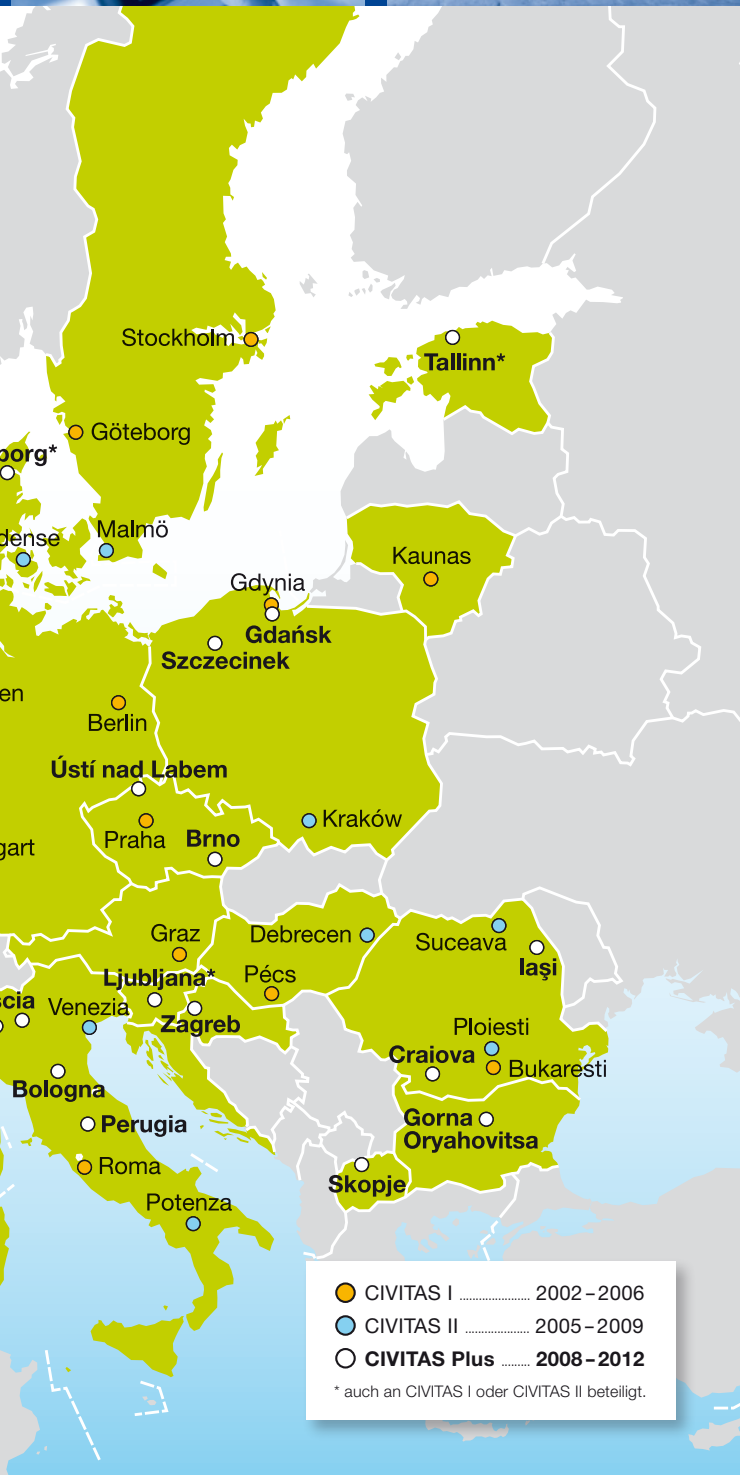 Stockholm
Tallinn*
Göteborg
borg*
Malmö
dense
Kaunas
Gdynia
Gdańsk
Szczecinek
en
Berlin
Ústí nad Labem
Kraków
Praha
Brno
gart
Graz
Debrecen
Suceava
Iaşi
Ljubljana*
Pécs
scia
Venezia
Zagreb
Ploiesti
Craiova
Bukaresti
Bologna
Gorna
Oryahovitsa
Perugia
Roma
Skopje
Potenza
CIVITAS I ...................... 2002–2006
CIVITAS II .................... 2005–2009
CIVITAS Plus ......... 2008–2012
* auch an CIVITAS I oder CIVITAS II beteiligt.